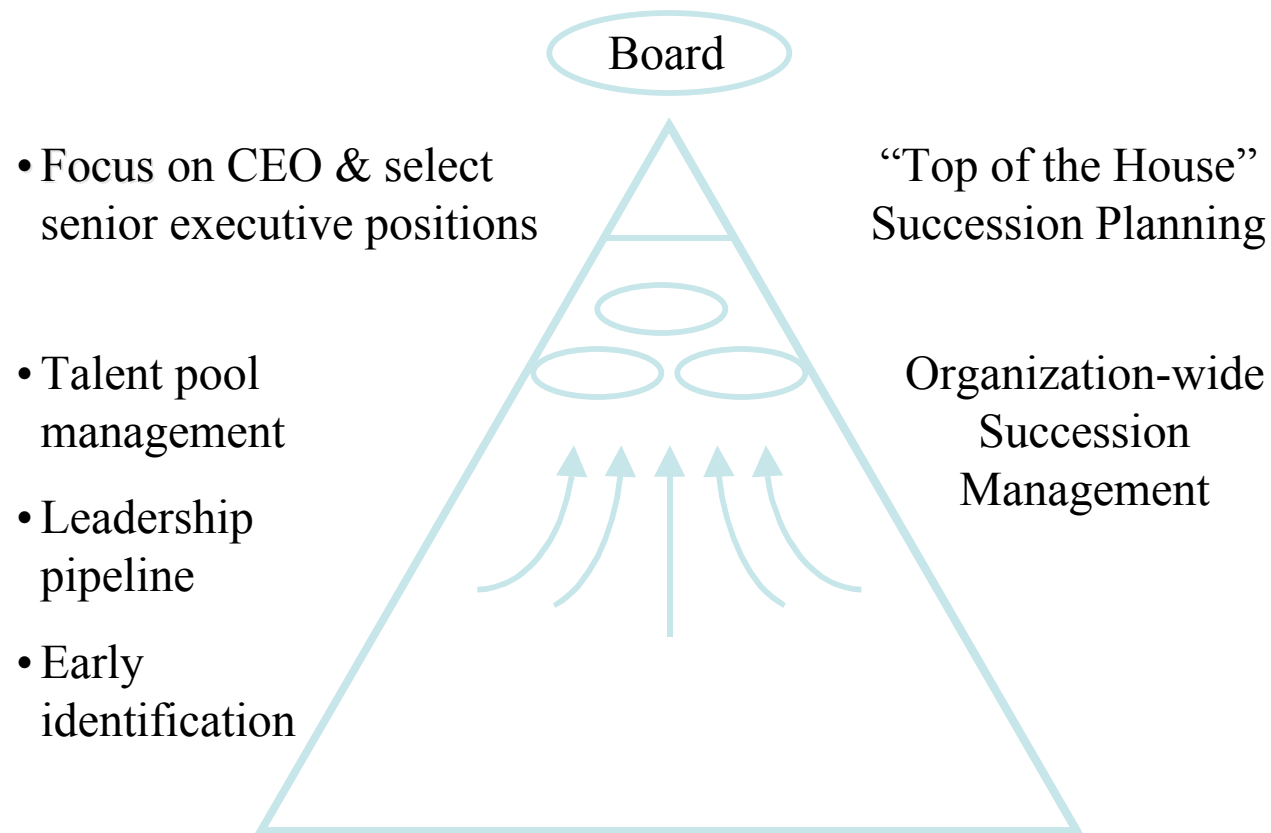 Board
• Focus on CEO & select
senior executive positions
“Top of the House”
Succession Planning
• Talent pool
management
Organization-wide
Succession
Management
• Leadership
pipeline
• Early
identification